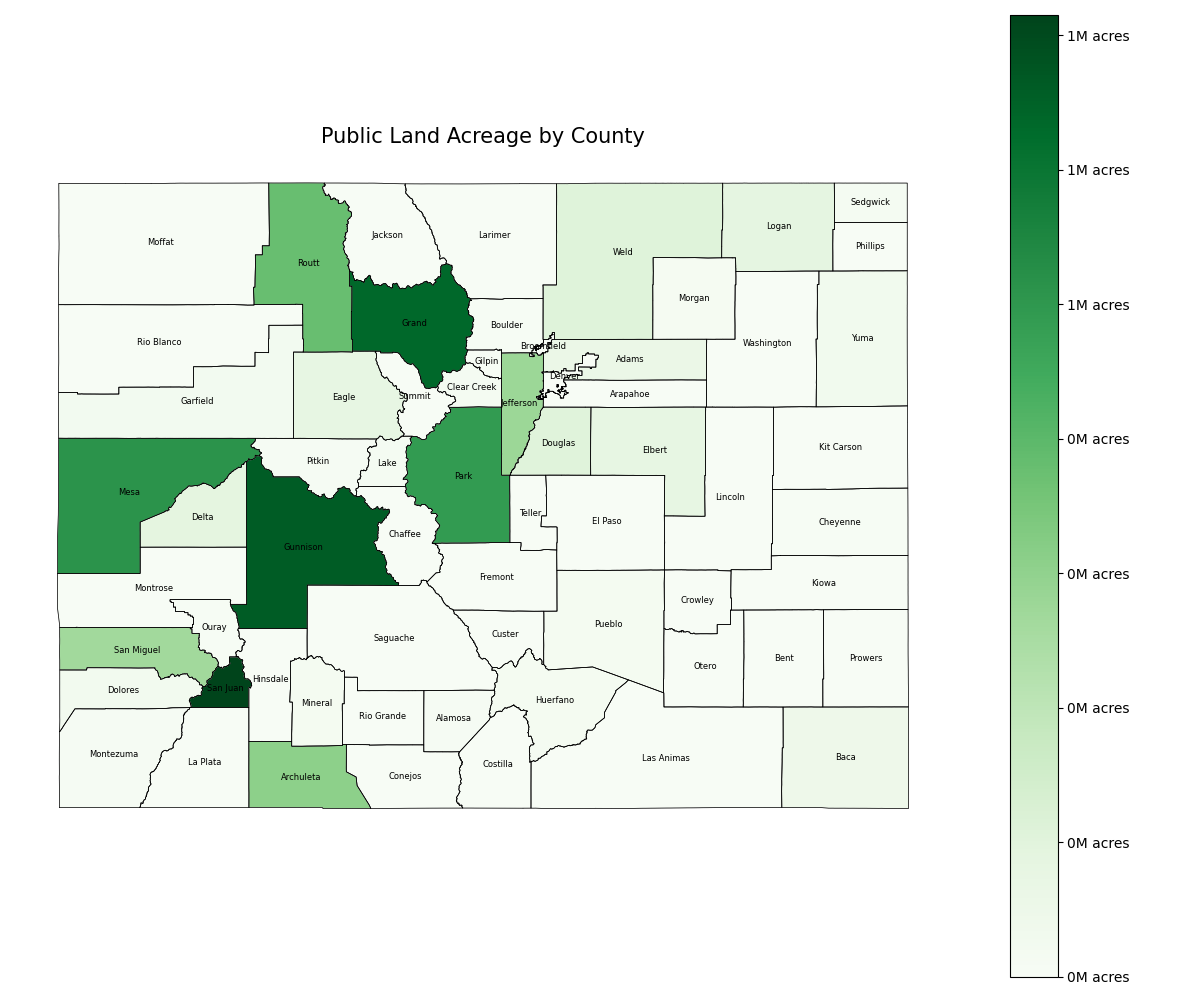 Public Land Acreage by County
Moffat
Routt
Jackson
Larimer
Weld
Logan
Sedgwick
Phillips
Morgan
Grand
Boulder
Rio Blanco
Washington
Yuma
Broomfield
Gilpin
Adams
Denver
Clear Creek
Arapahoe
Garfield
Eagle
Summit
Jefferson
Douglas
Elbert
Kit Carson
Pitkin
Lake
Park
Mesa
Lincoln
Delta
Teller
El Paso
Cheyenne
Gunnison
Chaffee
Montrose
Fremont
Kiowa
Crowley
Ouray
Saguache
Custer
Pueblo
San Miguel
Otero
Bent
Prowers
Hinsdale
San Juan
Dolores
Mineral
Huerfano
Rio Grande
Alamosa
Montezuma
La Plata
Archuleta
Conejos
Costilla
Las Animas
Baca
1M acres
1M acres
1M acres
0M acres
0M acres
0M acres
0M acres
0M acres